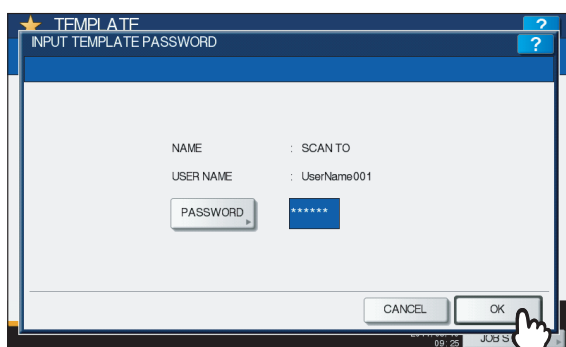 TEMPLATE
?
INPUT TEMPLATE PASSWORD
?
NAME : SCAN TO
USER NAME : UserName001
PASSWORD ******
CANCEL
OK
09:25
JOB S